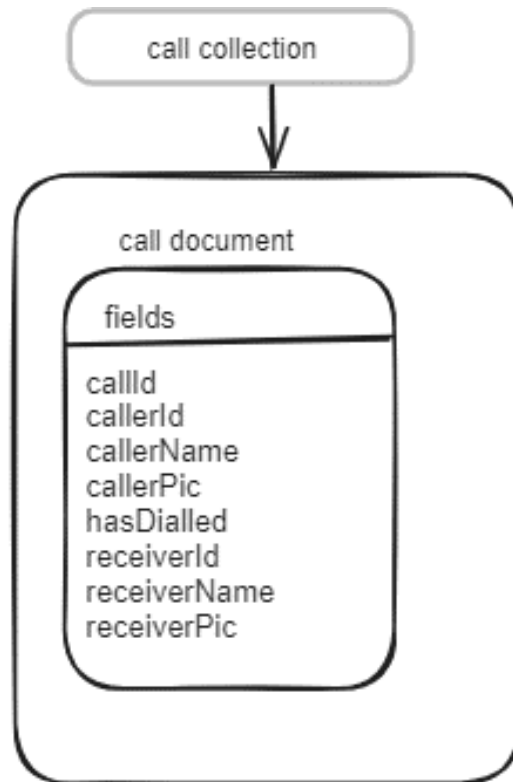 call collection
call document
fields
callId
callerId
callerName
callerPic
hasDialled
receiverId
receiverName
receiverPic